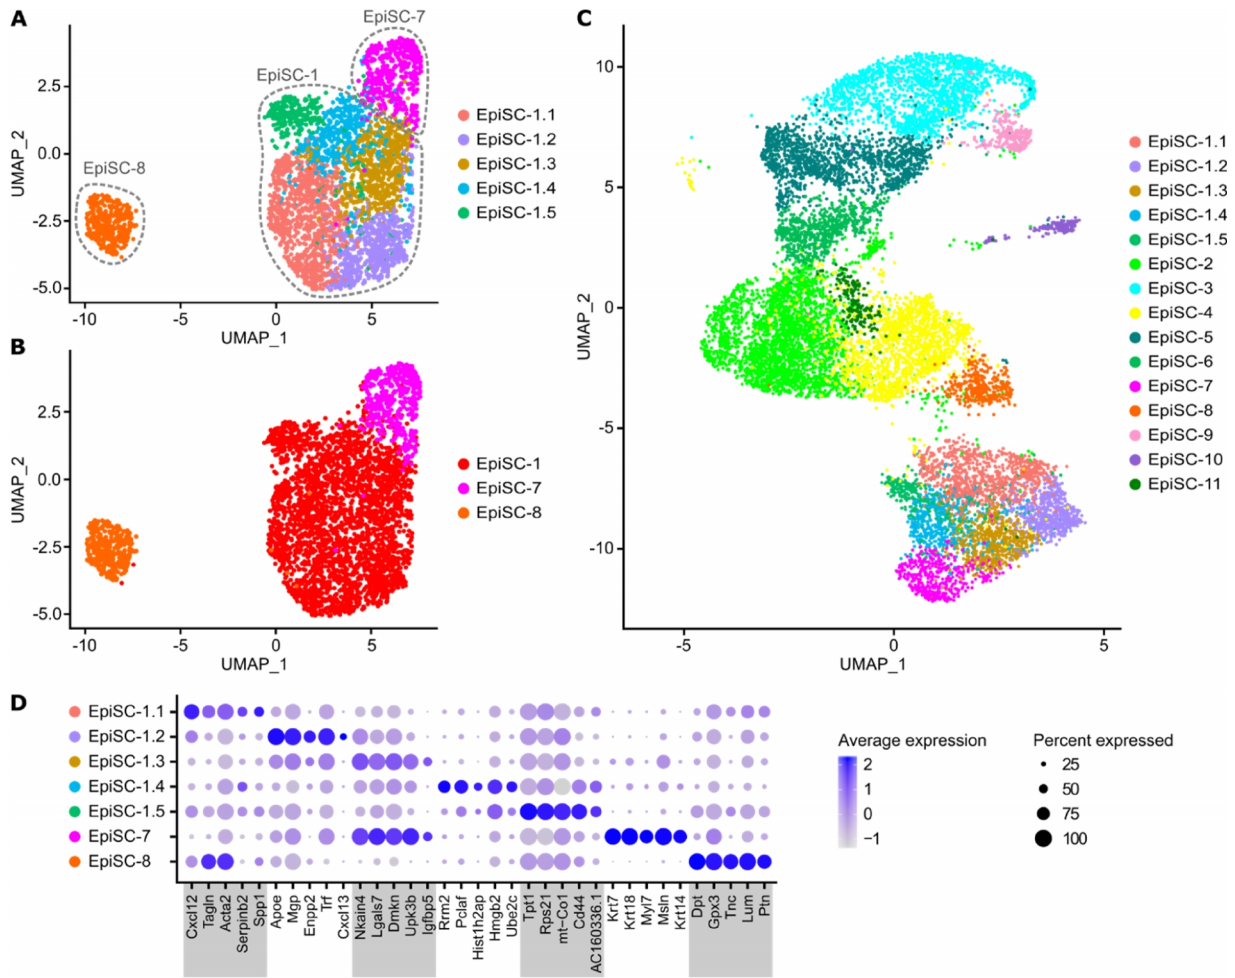 A
EpiSC-7
EpiSC-1
EpiSC-8
UMAP_2
2.5
0.0
-2.5
-5.0
-10
-5
0
5
UMAP_1
EpiSC-1.1
EpiSC-1.2
EpiSC-1.3
EpiSC-1.4
EpiSC-1.5
B
UMAP_2
2.5
0.0
-2.5
-5.0
-10
-5
0
5
UMAP_1
EpiSC-1
EpiSC-7
EpiSC-8
C
UMAP_2
10
5
0
-5
-10
-5
0
5
UMAP_1
EpiSC-1.1
EpiSC-1.2
EpiSC-1.3
EpiSC-1.4
EpiSC-1.5
EpiSC-2
EpiSC-3
EpiSC-4
EpiSC-5
EpiSC-6
EpiSC-7
EpiSC-8
EpiSC-9
EpiSC-10
EpiSC-11
D
EpiSC-1.1
EpiSC-1.2
EpiSC-1.3
EpiSC-1.4
EpiSC-1.5
EpiSC-7
EpiSC-8
Cxcl12
Tagln
Acta2
Serpinb2
Spp1
Apoe
Mgp
Enpp2
Trf
Cxcl13
Nkain4
Lgals7
Dmkn
Upk3b
Igfbp5
Rrm2
Pclaf
Hist1h2ap
Hmgb2
Ube2c
Tpt1
Rps21
mt-Co1
Cd44
AC160336.1
Krt7
Krt18
Myl7
Msln
Krt14
Dpt
Gpx3
Tnc
Lum
Ptn
Average expression
2
1
0
−1
Percent expressed
25
50
75
100